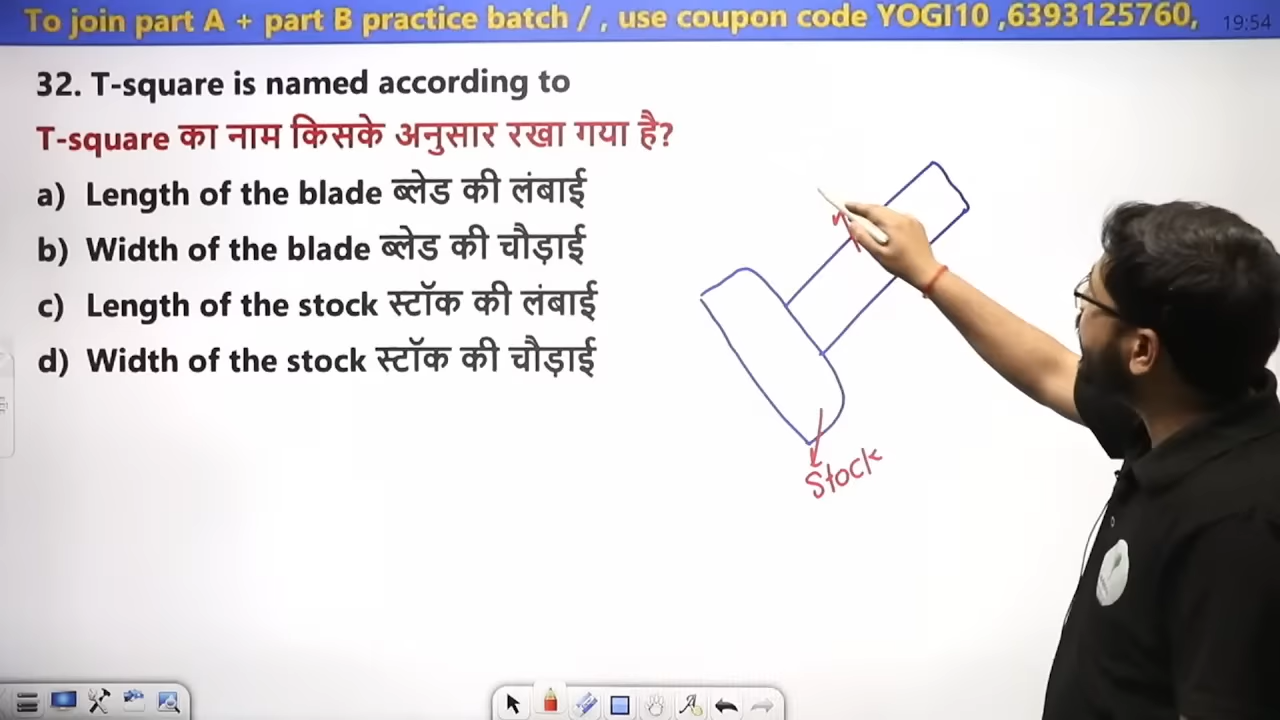 To join part A + part B practice batch / , use coupon code YOGI10 ,6393125760,
19:54
32. T-square is named according to
T-square का नाम किसके अनुसार रखा गया है?
a) Length of the blade ब्लेड की लंबाई
b) Width of the blade ब्लेड की चौड़ाई
c) Length of the stock स्टॉक की लंबाई
d) Width of the stock स्टॉक की चौड़ाई
Stock